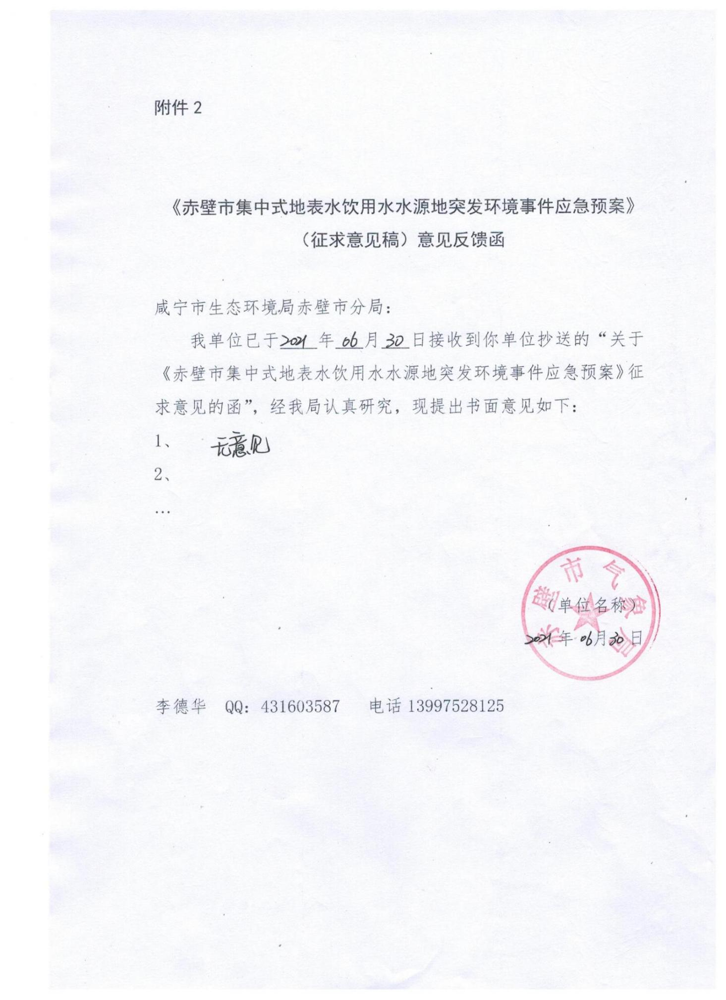 附件 2
《赤壁市集中式地表水饮用水水源地突发环境事件应急预案》
（征求意见稿）意见反馈函
咸宁市生态环境局赤壁市分局：
我单位已于2021年06月30日接收到你单位抄送的“关于
《赤壁市集中式地表水饮用水水源地突发环境事件应急预案》征
求意见的函”，经我局认真研究，现提出书面意见如下：
1、 无意见
2、
…
赤壁市气象局
（单位名称）
2021年06月30日
李德华 QQ：431603587 电话 13997528125